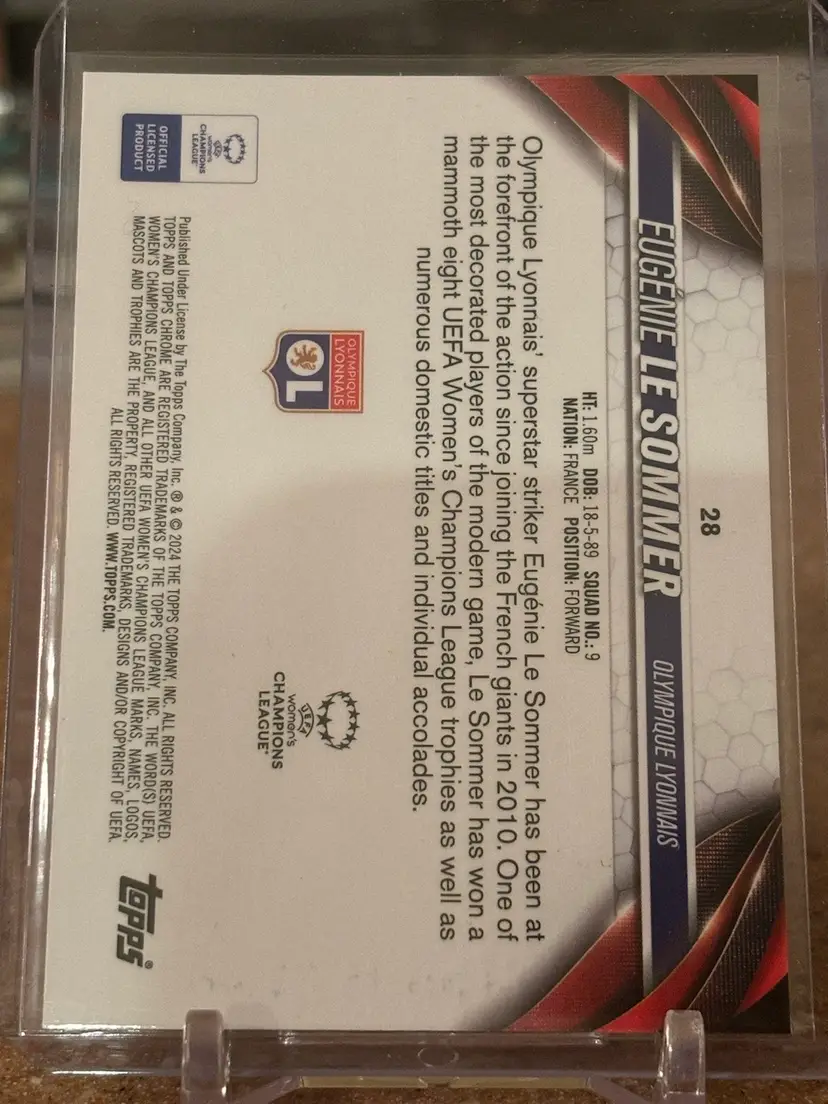 28
EUGÉNIE LE SOMMER
OLYMPIQUE LYONNAIS
HT: 1.60m DOB: 18-5-89 SQUAD NO.: 9
NATION: FRANCE POSITION: FORWARD
Olympique Lyonnais' superstar striker Eugénie Le Sommer has been at
the forefront of the action since joining the French giants in 2010. One of
the most decorated players of the modern game, Le Sommer has won a
mammoth eight UEFA Women's Champions League trophies as well as
numerous domestic titles and individual accolades.
OLYMPIQUE
LYONNAIS
OL
UEFA
women's
CHAMPIONS
LEAGUE®
UEFA
women's
CHAMPIONS
LEAGUE
OFFICIAL
LICENSED
PRODUCT
Published Under License by The Topps Company, Inc. ® & © 2024 THE TOPPS COMPANY, INC. ALL RIGHTS RESERVED.
TOPPS AND TOPPS CHROME ARE REGISTERED TRADEMARKS OF THE TOPPS COMPANY, INC. THE WORD(S) UEFA,
WOMEN'S CHAMPIONS LEAGUE, AND ALL OTHER UEFA WOMEN'S CHAMPIONS LEAGUE MARKS, NAMES, LOGOS,
MASCOTS AND TROPHIES ARE THE PROPERTY, REGISTERED TRADEMARKS, DESIGNS AND/OR COPYRIGHT OF UEFA.
ALL RIGHTS RESERVED. WWW.TOPPS.COM.
topps®